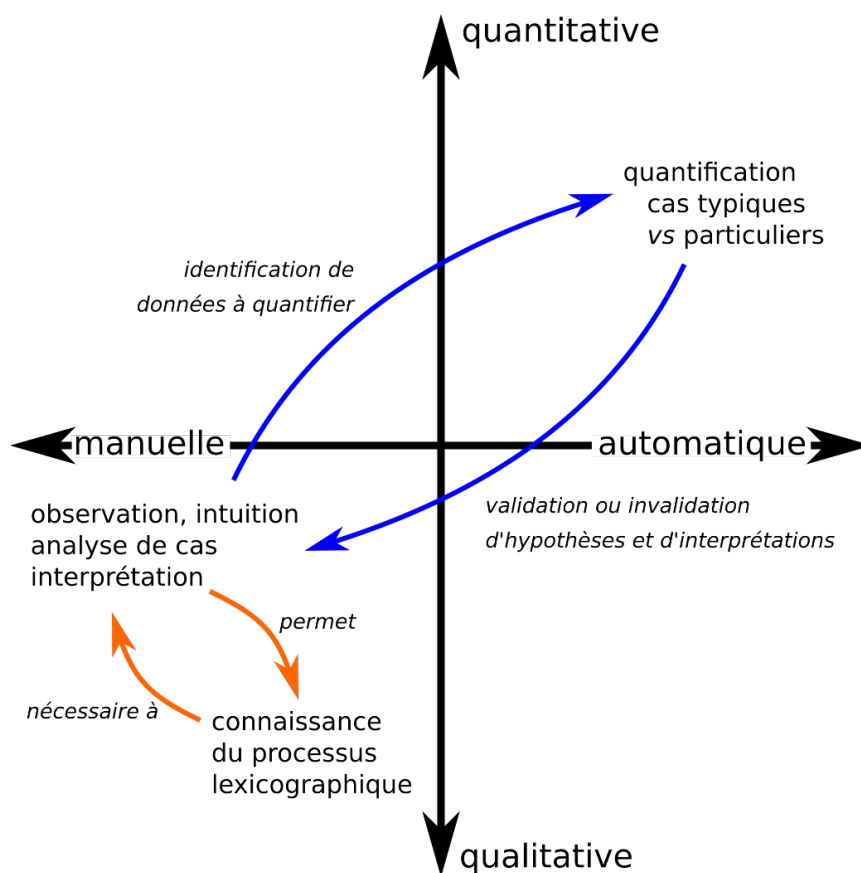 quantitative
quantification
cas typiques
vs particuliers
identification de
données à quantifier
manuelle
automatique
observation, intuition
analyse de cas
interprétation
validation ou invalidation
d'hypothèses et d'interprétations
permet
nécessaire à
connaissance
du processus
lexicographique
qualitative